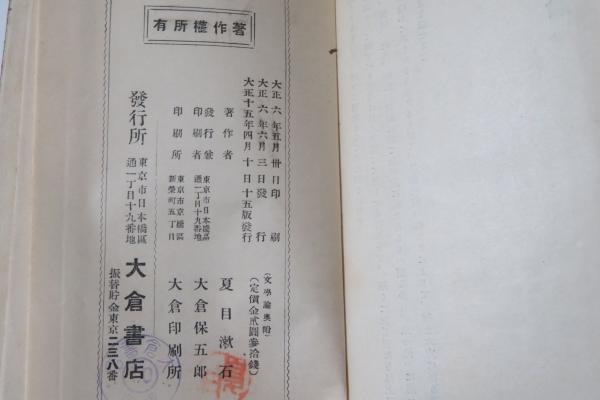 著作權所有
大正六年五月卅日印刷
大正六年六月三日發行
大正十五年四月十日十五版發行
(文學論奧附)
(定價金貳圓參拾錢)
著作者 夏目漱石
發行兼印刷者 東京市日本橋區通一丁目十九番地 大倉保五郎
印刷所 東京市京橋區新榮町五丁目 大倉印刷所
發行所 東京市日本橋區通一丁目十九番地 大倉書店
振替貯金東京二三八番